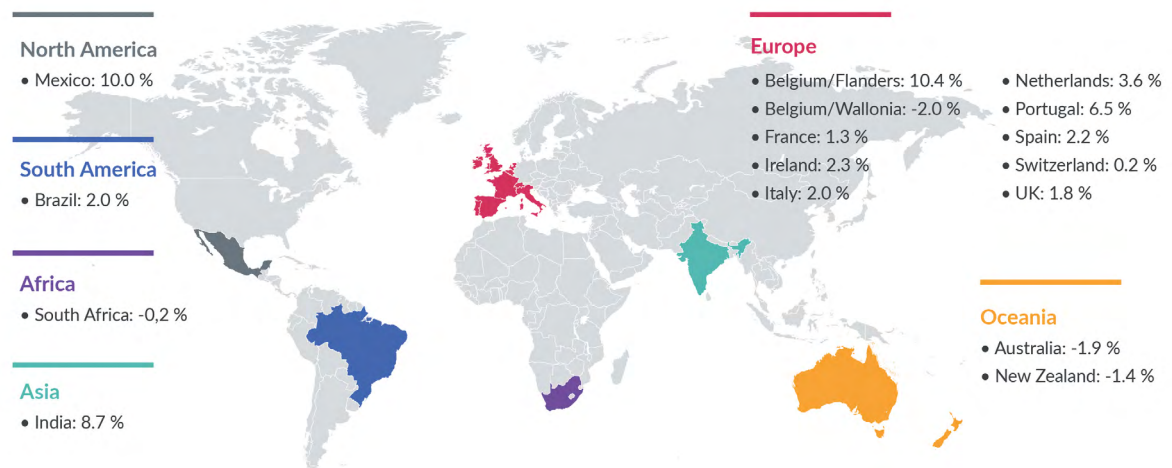 North America
• Mexico: 10.0 %
South America
• Brazil: 2.0 %
Africa
• South Africa: -0,2 %
Asia
• India: 8.7 %
Europe
• Belgium/Flanders: 10.4 %
• Belgium/Wallonia: -2.0 %
• France: 1.3 %
• Ireland: 2.3 %
• Italy: 2.0 %
• Netherlands: 3.6 %
• Portugal: 6.5 %
• Spain: 2.2 %
• Switzerland: 0.2 %
• UK: 1.8 %
Oceania
• Australia: -1.9 %
• New Zealand: -1.4 %